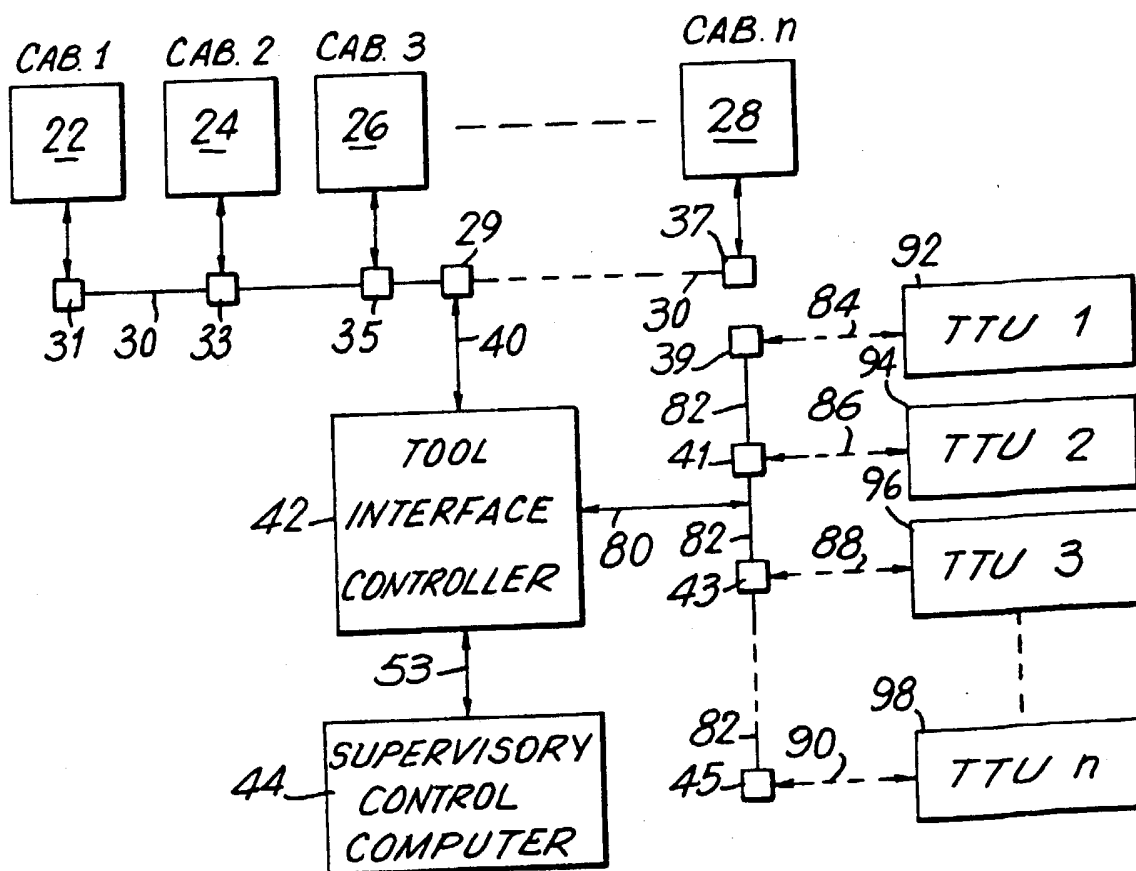 CAB. 1 CAB. 2 CAB. 3 CAB. n
22 24 26 28
29 37 92
31 30 33 35 40 30 84 TTU 1
39 94
82 86 TTU 2
41 96
TOOL
42 INTERFACE 80 82 88 TTU 3
CONTROLLER 43
53 98
82 90 TTU n
44 SUPERVISORY 45
CONTROL
COMPUTER